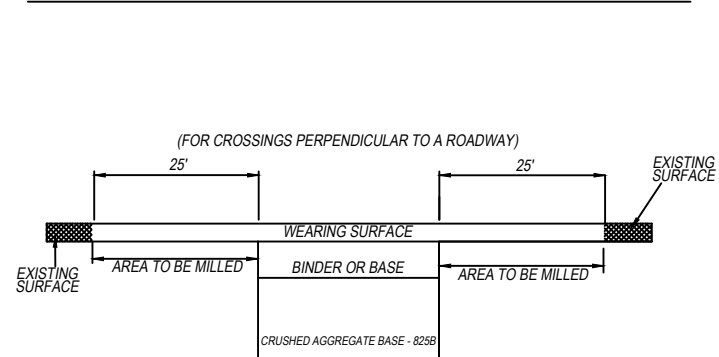 (FOR CROSSINGS PERPENDICULAR TO A ROADWAY)
25'
25'
EXISTING
SURFACE
WEARING SURFACE
AREA TO BE MILLED
BINDER OR BASE
AREA TO BE MILLED
EXISTING
SURFACE
CRUSHED AGGREGATE BASE - 825B